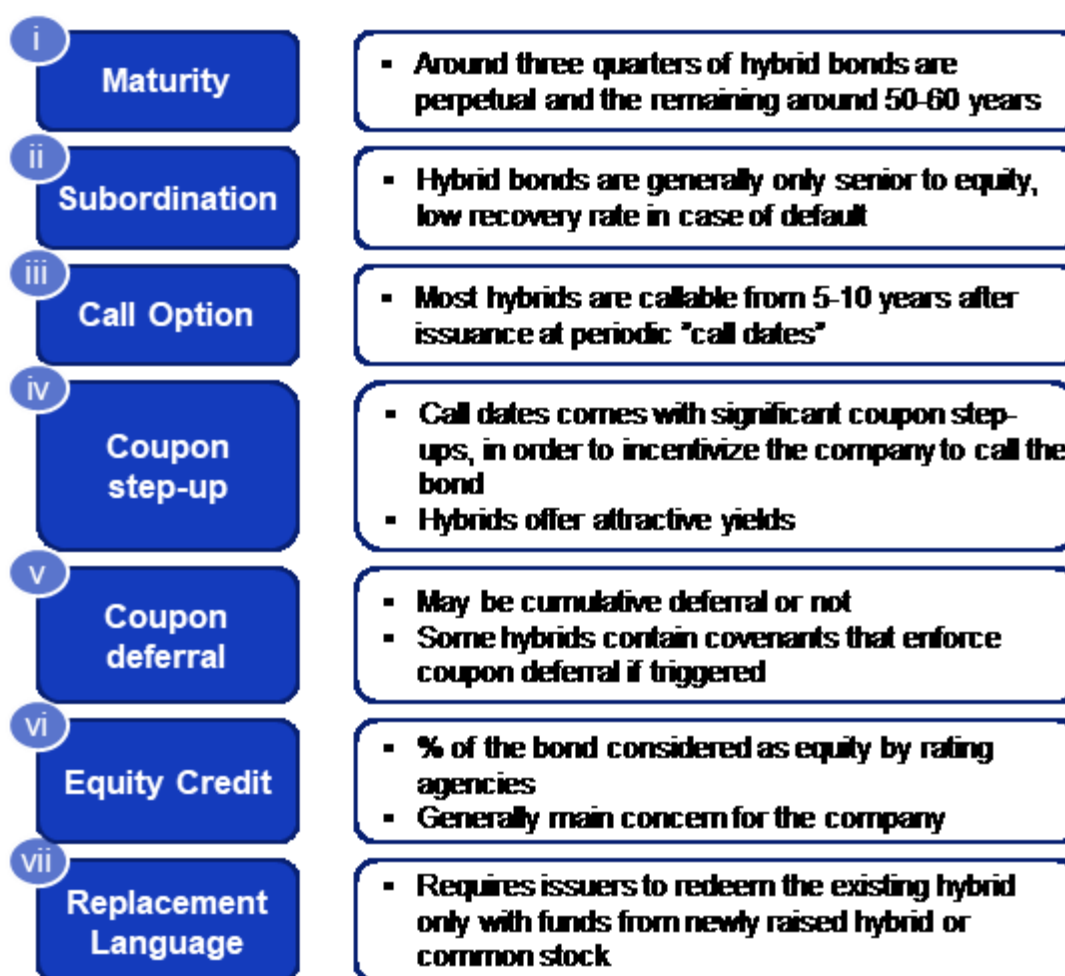 i
Maturity
▪ Around three quarters of hybrid bonds are
perpetual and the remaining around 50-60 years
ii
Subordination
▪ Hybrid bonds are generally only senior to equity,
low recovery rate in case of default
iii
Call Option
▪ Most hybrids are callable from 5-10 years after
issuance at periodic "call dates"
iv
Coupon
step-up
▪ Call dates comes with significant coupon step-
ups, in order to incentivize the company to call the
bond
▪ Hybrids offer attractive yields
v
Coupon
deferral
▪ May be cumulative deferral or not
▪ Some hybrids contain covenants that enforce
coupon deferral if triggered
vi
Equity Credit
▪ % of the bond considered as equity by rating
agencies
▪ Generally main concern for the company
vii
Replacement
Language
▪ Requires issuers to redeem the existing hybrid
only with funds from newly raised hybrid or
common stock